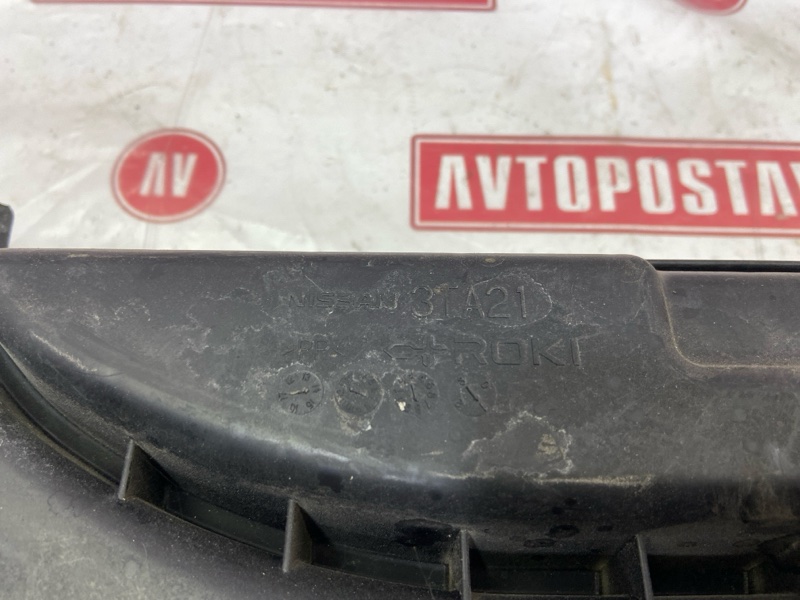 AV
AVTOPOSTAV
NISSAN 3TA21
ROKI